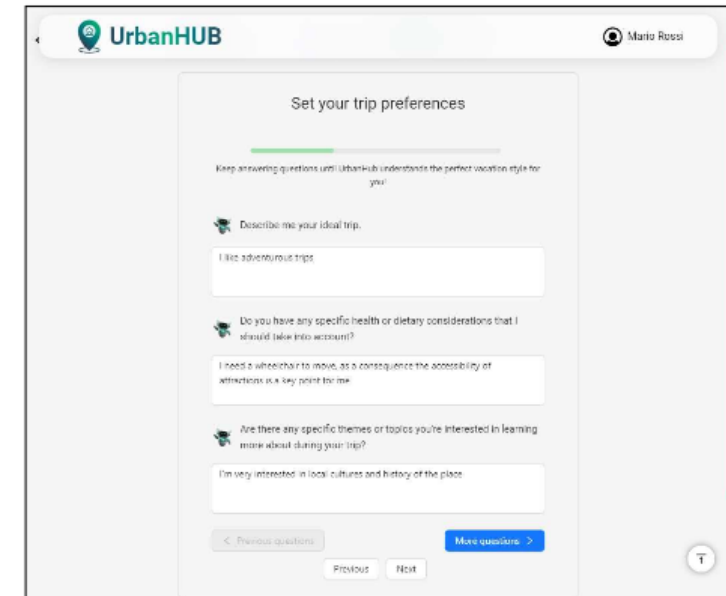 UrbanHUB
Mario Rossi
Set your trip preferences
Keep answering questions until UrbanHub understands the perfect vacation style for
you!
Describe me your ideal trip.
I like adventurous trips
Do you have any specific health or dietary considerations that I
should take into account?
I need a wheelchair to move, as a consequence the accessibility of
attractions is a key point for me
Are there any specific themes or topics you're interested in learning
more about during your trip?
I'm very interested in local cultures and history of the place
< Previous questions
More questions >
Previous
Next